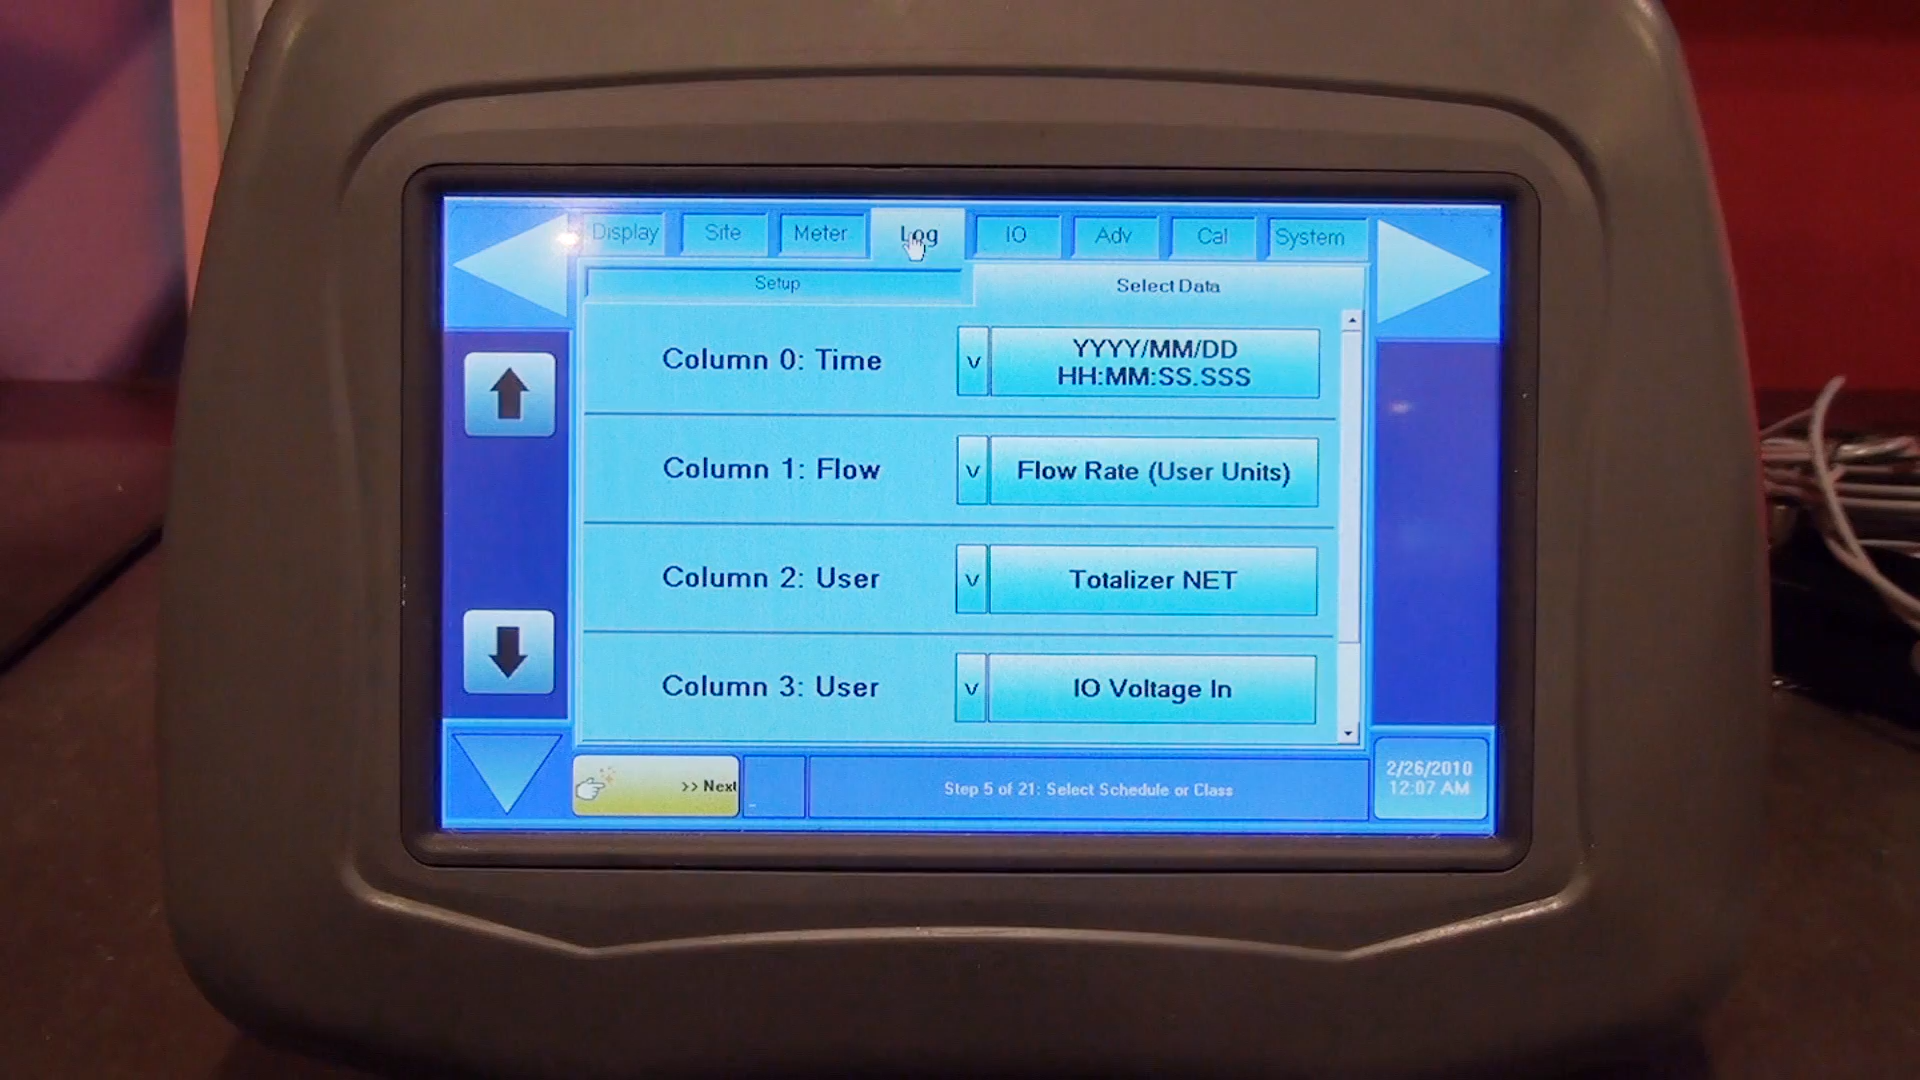 Display Site Meter Log IO Adv Cal System
Setup Select Data
Column 0: Time v YYYY/MM/DD
HH:MM:SS.SSS
Column 1: Flow v Flow Rate (User Units)
Column 2: User v Totalizer NET
Column 3: User v IO Voltage In
>> Next Step 5 of 21: Select Schedule or Class
2/26/2010
12:07 AM